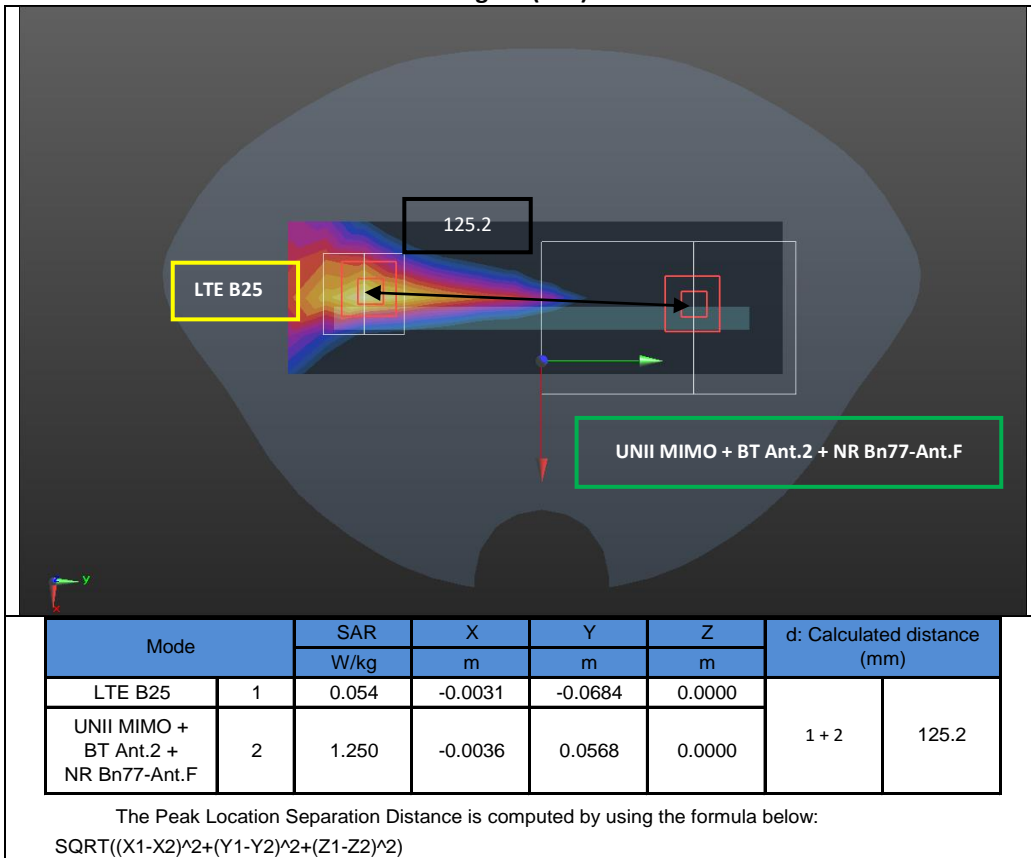 125.2
LTE B25
UNII MIMO + BT Ant.2 + NR Bn77-Ant.F
y
x
Mode SAR X Y Z d: Calculated distance (mm)
W/kg m m m
LTE B25 1 0.054 -0.0031 -0.0684 0.0000
UNII MIMO +
BT Ant.2 +
NR Bn77-Ant.F
2 1.250 -0.0036 0.0568 0.0000
1 + 2 125.2
The Peak Location Separation Distance is computed by using the formula below:
SQRT((X1-X2)^2+(Y1-Y2)^2+(Z1-Z2)^2)